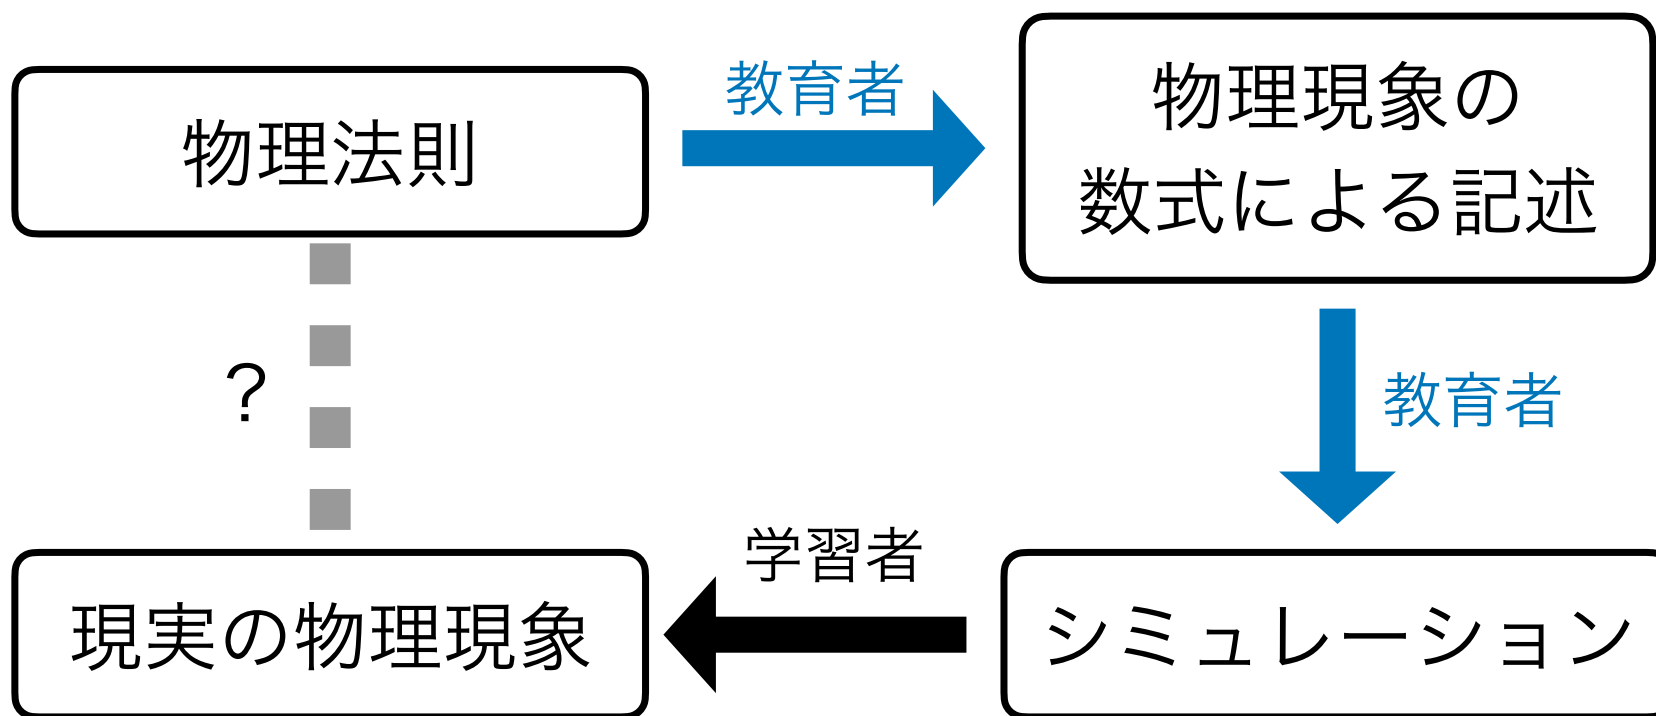 物理法則
教育者
物理現象の
数式による記述
?
教育者
学習者
現実の物理現象
シミュレーション